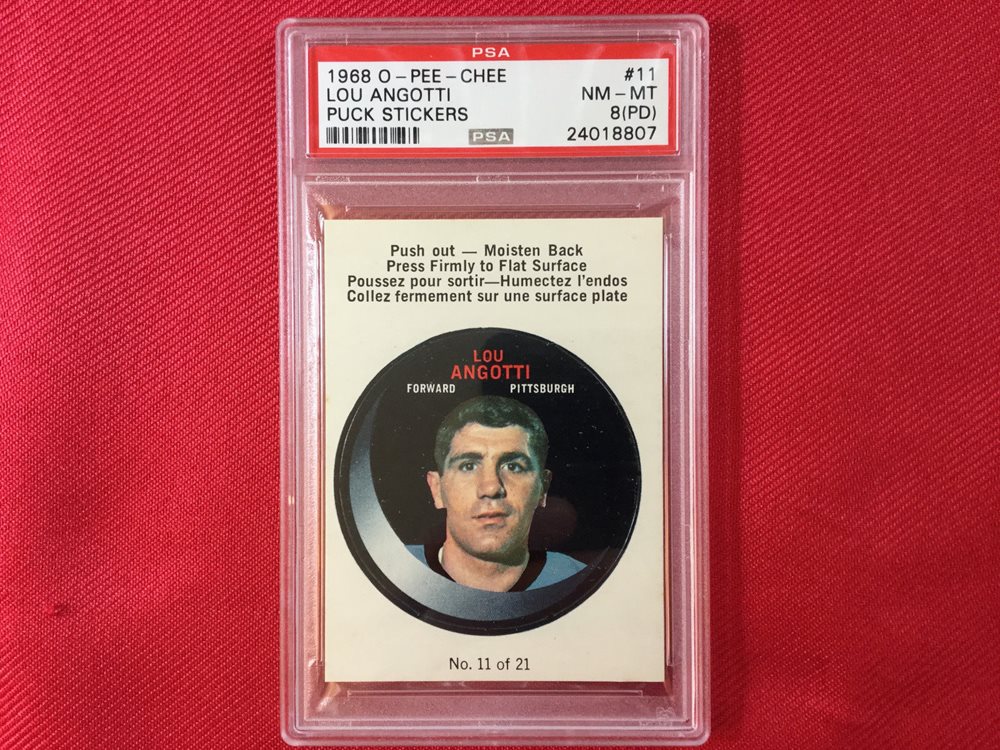 PSA
1968 O-PEE-CHEE #11
LOU ANGOTTI NM-MT
PUCK STICKERS 8(PD)
PSA 24018807
Push out — Moisten Back
Press Firmly to Flat Surface
Poussez pour sortir—Humectez l'endos
Collez fermement sur une surface plate
LOU
ANGOTTI
FORWARD PITTSBURGH
No. 11 of 21